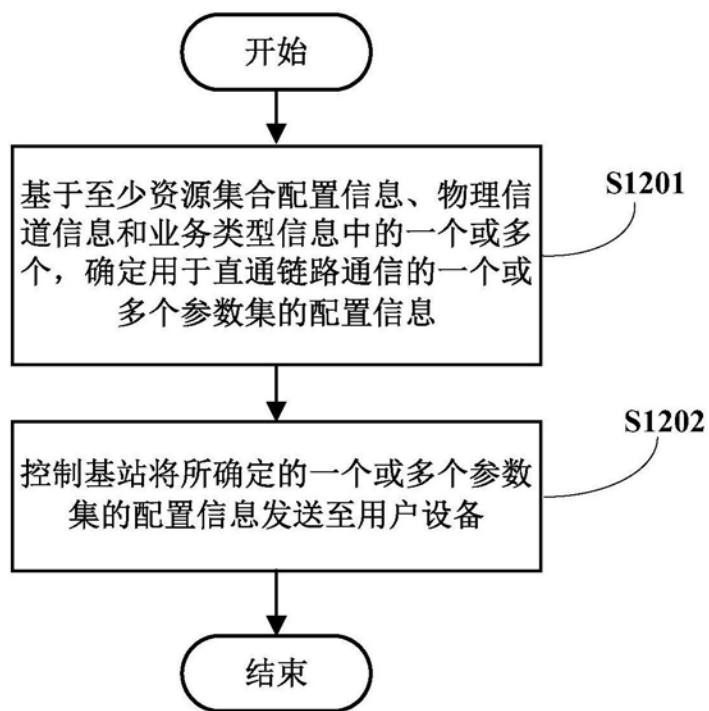 开始
基于至少资源集合配置信息、物理信
道信息和业务类型信息中的一个或多
个，确定用于直通链路通信的一个或
多个参数集的配置信息
S1201
控制基站将所确定的一个或多个参数
集的配置信息发送至用户设备
S1202
结束